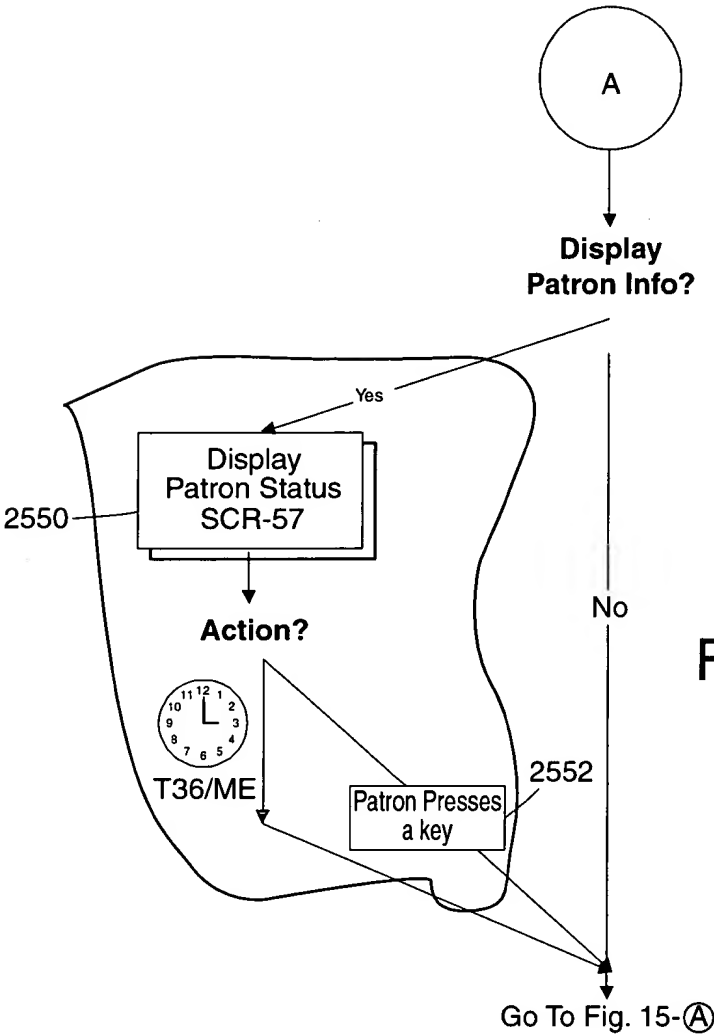 A
Display
Patron Info?
Yes
Display
Patron Status
SCR-57
2550
Action?
No
F
12
1
2
3
4
5
6
7
8
9
10
11
T36/ME
2552
Patron Presses
a key
Go To Fig. 15-Ⓐ